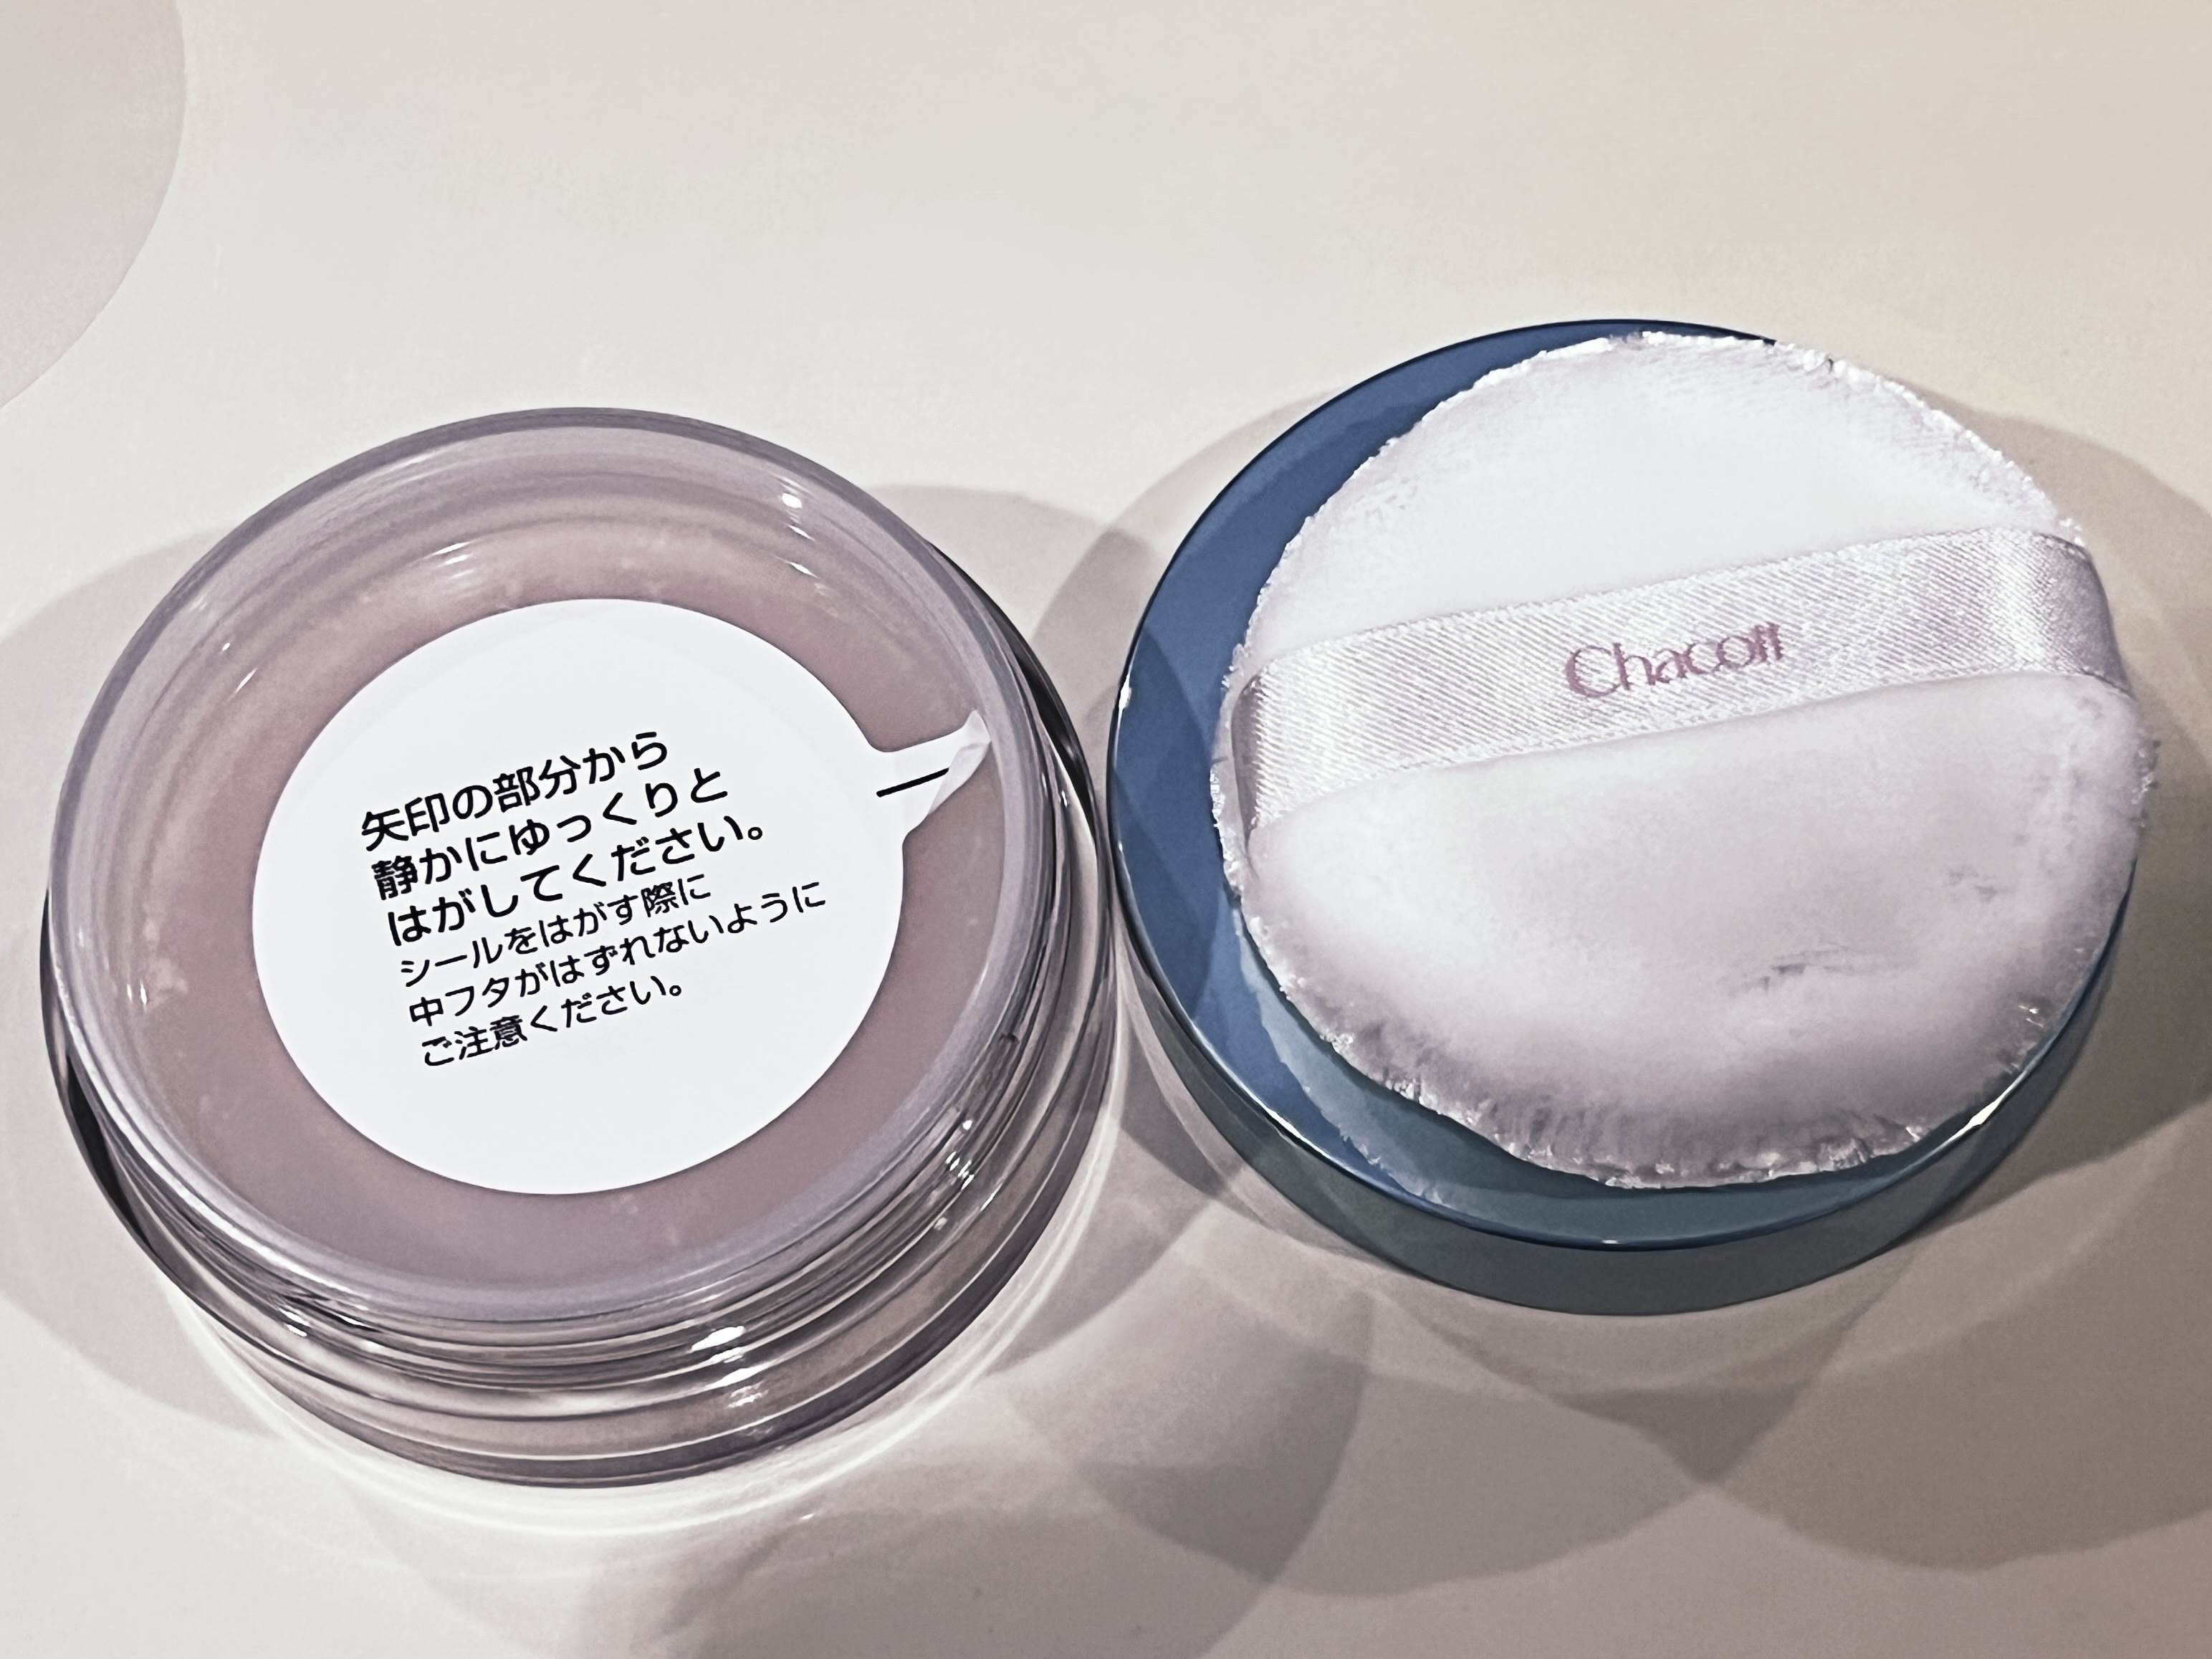 矢印の部分から
静かにゆっくりと
はがしてください。
シールをはがす際に
中フタがはずれないように
ご注意ください。
Chacott